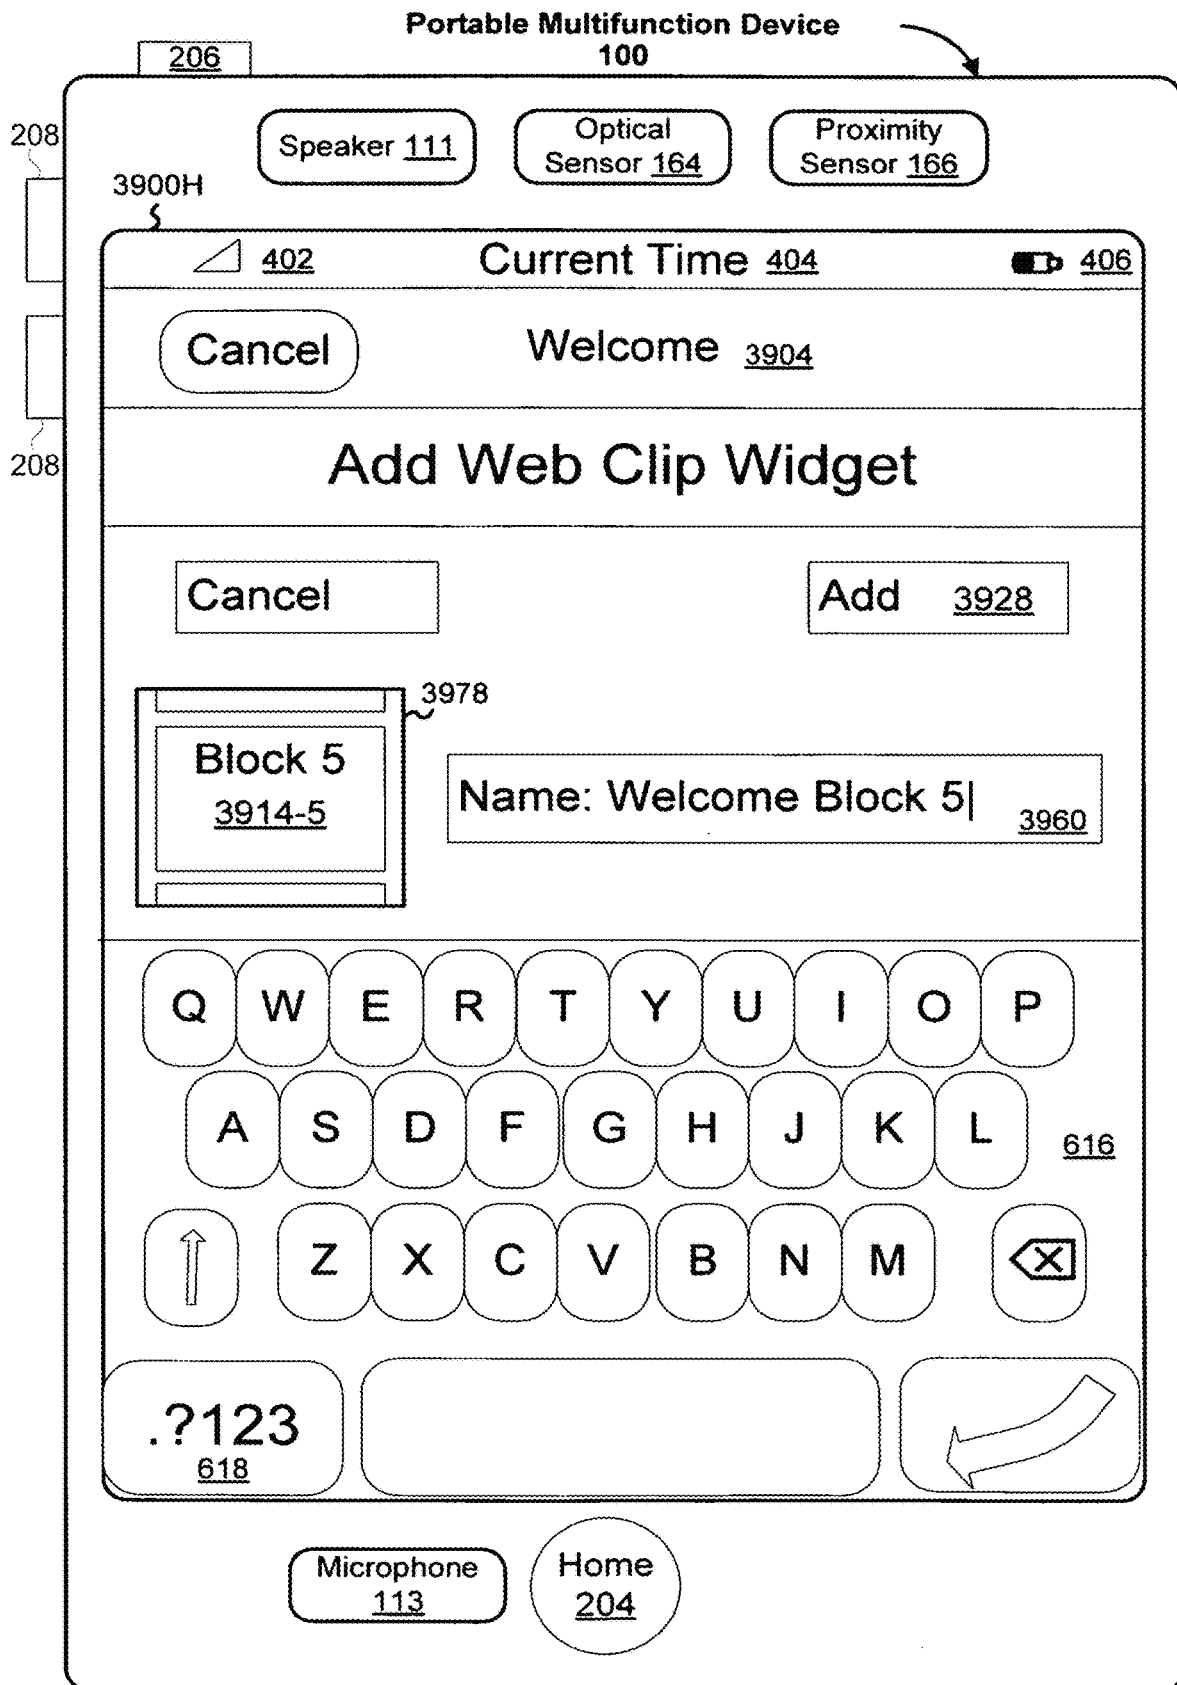 Portable Multifunction Device
100
206
208
Speaker 111
Optical
Sensor 164
Proximity
Sensor 166
3900H
402
Current Time 404
406
Cancel
Welcome 3904
208
Add Web Clip Widget
Cancel
Add 3928
3978
Block 5
3914-5
Name: Welcome Block 5|
3960
Q W E R T Y U I O P
A S D F G H J K L
616
Z X C V B N M
.?123
618
Microphone
113
Home
204